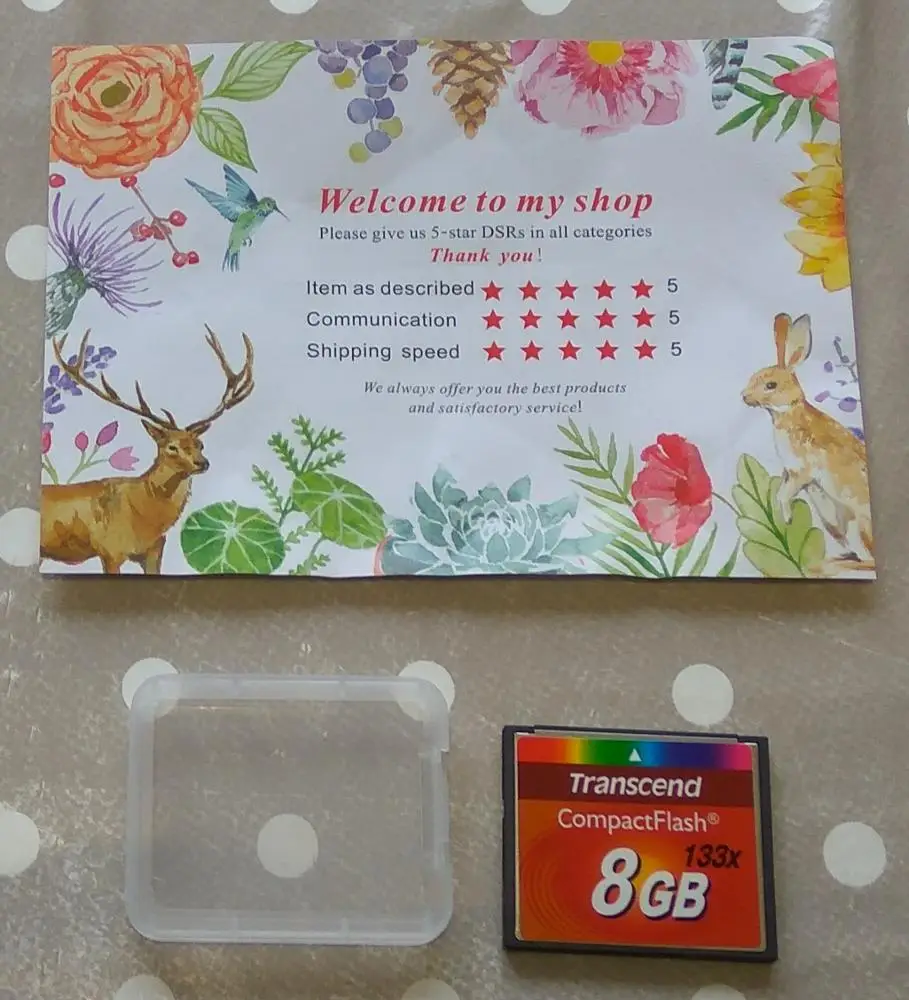 Welcome to my shop
Please give us 5-star DSRs in all categories
Thank you!
Item as described ★ ★ ★ ★ ★ 5
Communication ★ ★ ★ ★ ★ 5
Shipping speed ★ ★ ★ ★ ★ 5
We always offer you the best products
and satisfactory service!
Transcend
CompactFlash®
133x
8GB